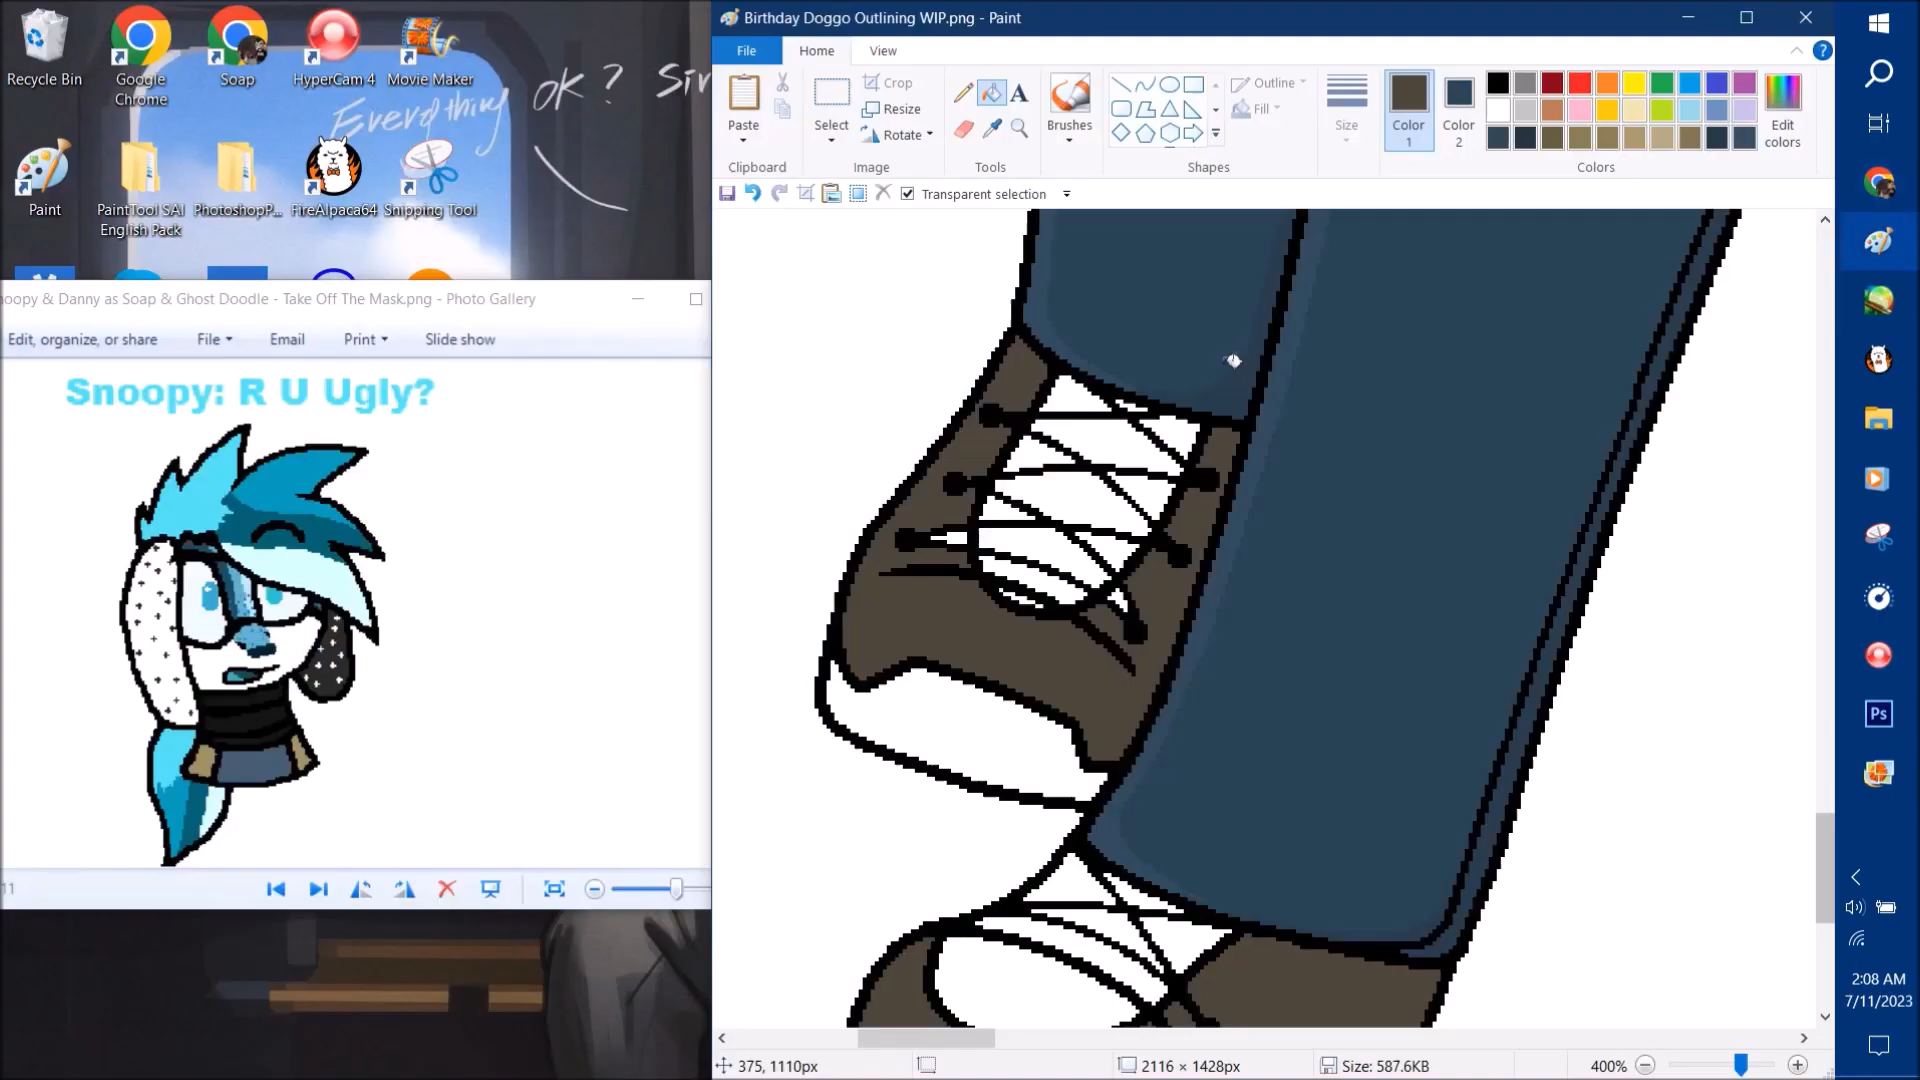 Birthday Doggo Outlining WIP.png - Paint
File
Home
View
Paste
Clipboard
Select
Crop
Resize
Rotate
Image
A
Tools
Brushes
Shapes
Outline
Fill
Size
Color 1
Color 2
Colors
Edit colors
Transparent selection
Recycle Bin
Google Chrome
Soap
HyperCam 4
Movie Maker
Everything ok? Sir
Paint
PaintTool SAI English Pack
PhotoshopP...
FireAlpaca64
Snipping Tool
noopy & Danny as Soap & Ghost Doodle - Take Off The Mask.png - Photo Gallery
Edit, organize, or share
File
Email
Print
Slide show
Snoopy: R U Ugly?
11
375, 1110px
2116 × 1428px
Size: 587.6KB
400%
Ps
2:08 AM
7/11/2023